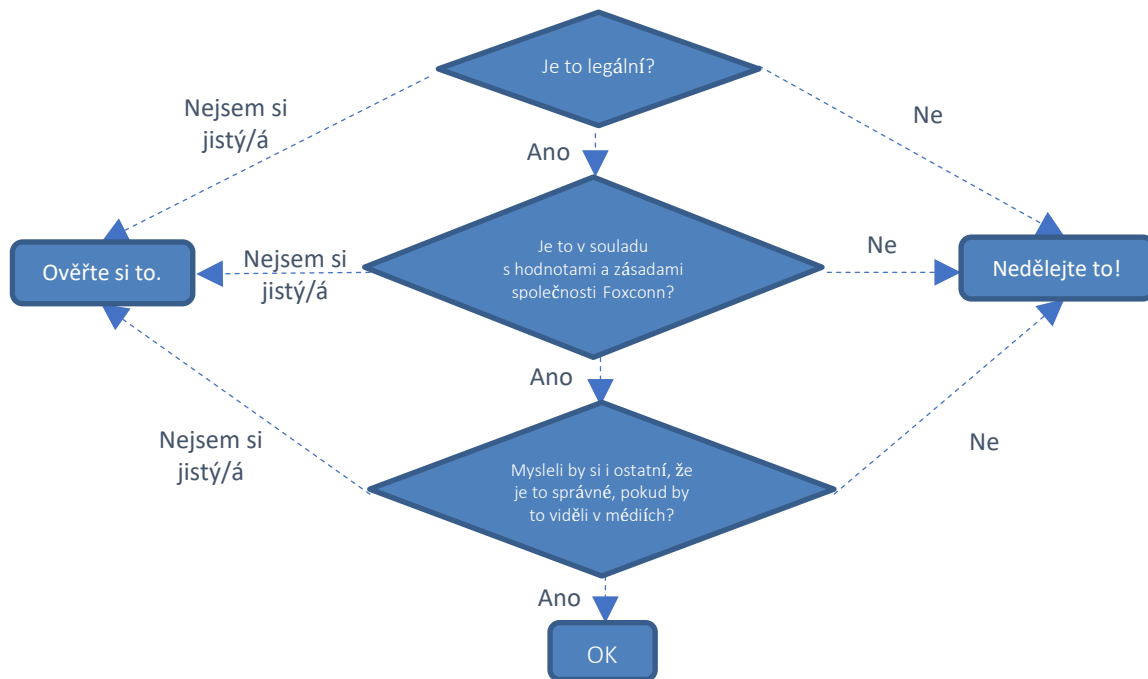 Je to legální?
Nejsem si
jistý/á
Ne
Ano
Je to v souladu
s hodnotami a zásadami
společnosti Foxconn?
Ověřte si to.
Nejsem si
jistý/á
Ne
Nedělejte to!
Ano
Nejsem si
jistý/á
Ne
Mysleli by si i ostatní, že
je to správné, pokud by
to viděli v médiích?
Ano
OK